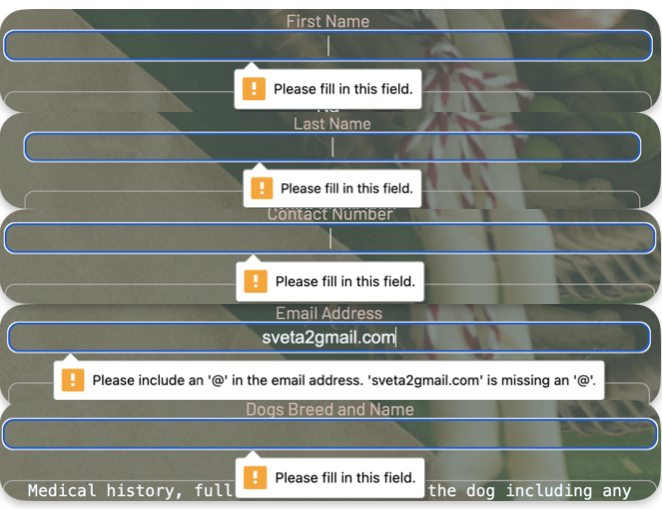 First Name
Please fill in this field.
Last Name
Please fill in this field.
Contact Number
Please fill in this field.
Email Address
sveta2gmail.com
Please include an '@' in the email address. 'sveta2gmail.com' is missing an '@'.
Dogs Breed and Name
Please fill in this field.
Medical history, full the dog including any